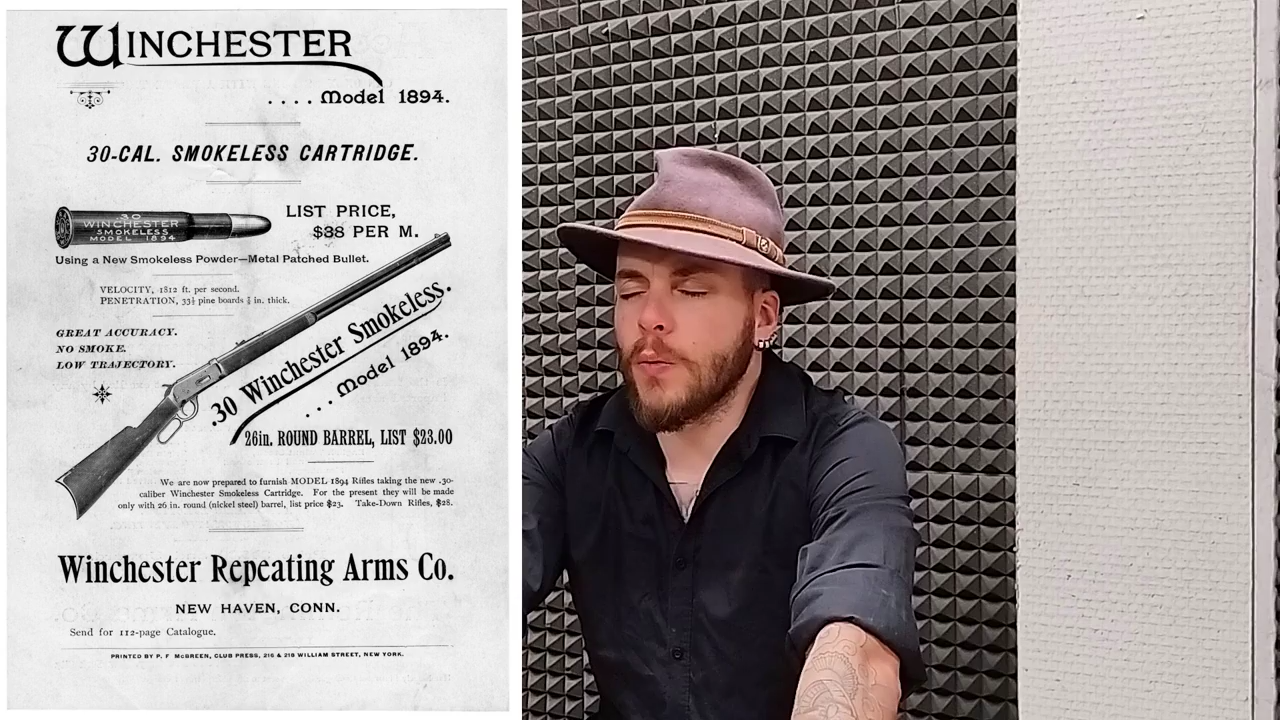 WINCHESTER
.... Model 1894.
30-CAL. SMOKELESS CARTRIDGE.
.30
WINCHESTER
SMOKELESS
MODEL 1894
LIST PRICE,
$38 PER M.
Using a New Smokeless Powder—Metal Patched Bullet.
VELOCITY, 1812 ft. per second.
PENETRATION, 33½ pine boards ⅞ in. thick.
GREAT ACCURACY.
NO SMOKE.
LOW TRAJECTORY.
.30 Winchester Smokeless.
... Model 1894.
26in. ROUND BARREL, LIST $23.00
We are now prepared to furnish MODEL 1894 Rifles taking the new .30-
caliber Winchester Smokeless Cartridge. For the present they will be made
only with 26 in. round (nickel steel) barrel, list price $23. Take-Down Rifles, $28.
Winchester Repeating Arms Co.
NEW HAVEN, CONN.
Send for 112-page Catalogue.
PRINTED BY P. F McBREEN, CLUB PRESS, 216 & 218 WILLIAM STREET, NEW YORK.